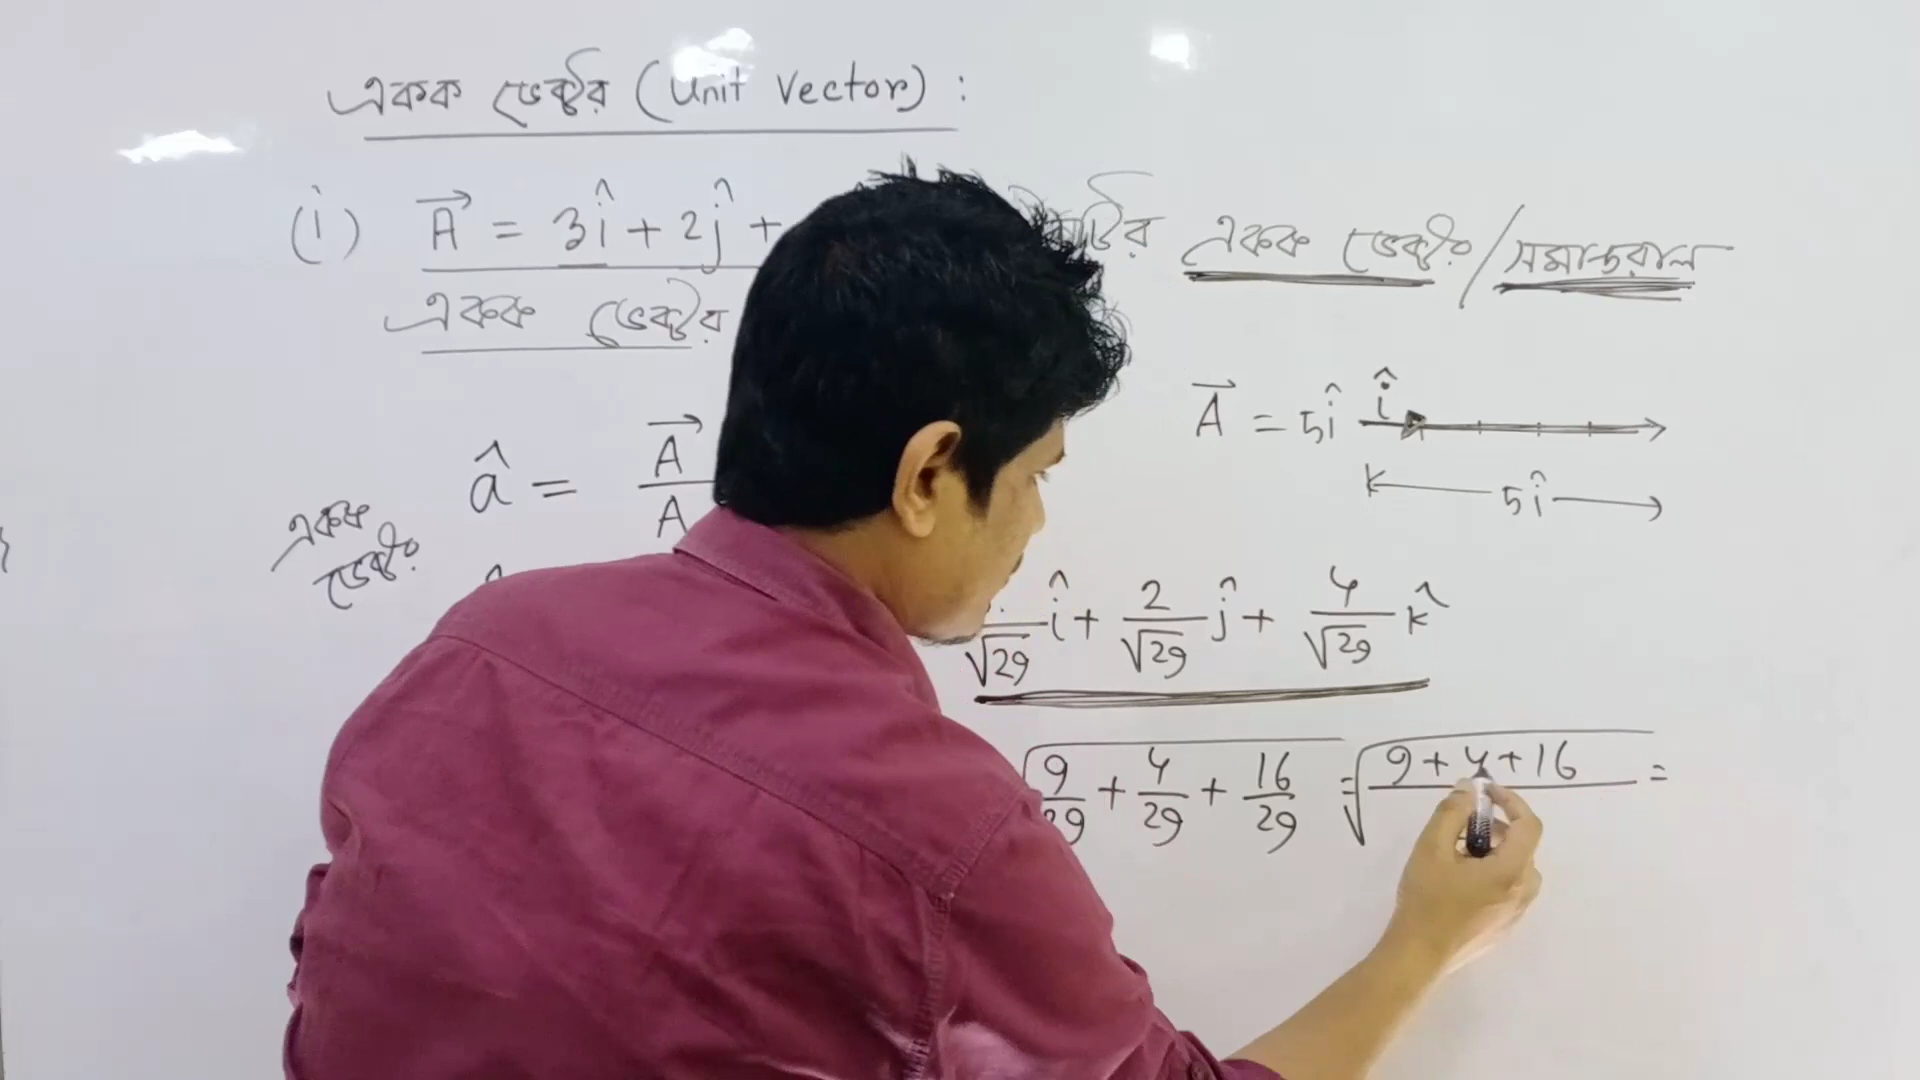 একক ভেক্টর (Unit Vector) :
(i) A⃗ = 3î + 2ĵ + একক ভেক্টর / সমান্তরাল
একক ভেক্টর
A⃗ = 5î î
â = A⃗ / A
5î
একক
ভেক্টর
/√29 î + 2/√29 ĵ + 4/√29 k̂
√ 9/29 + 4/29 + 16/29 = √ 9+4+16 =